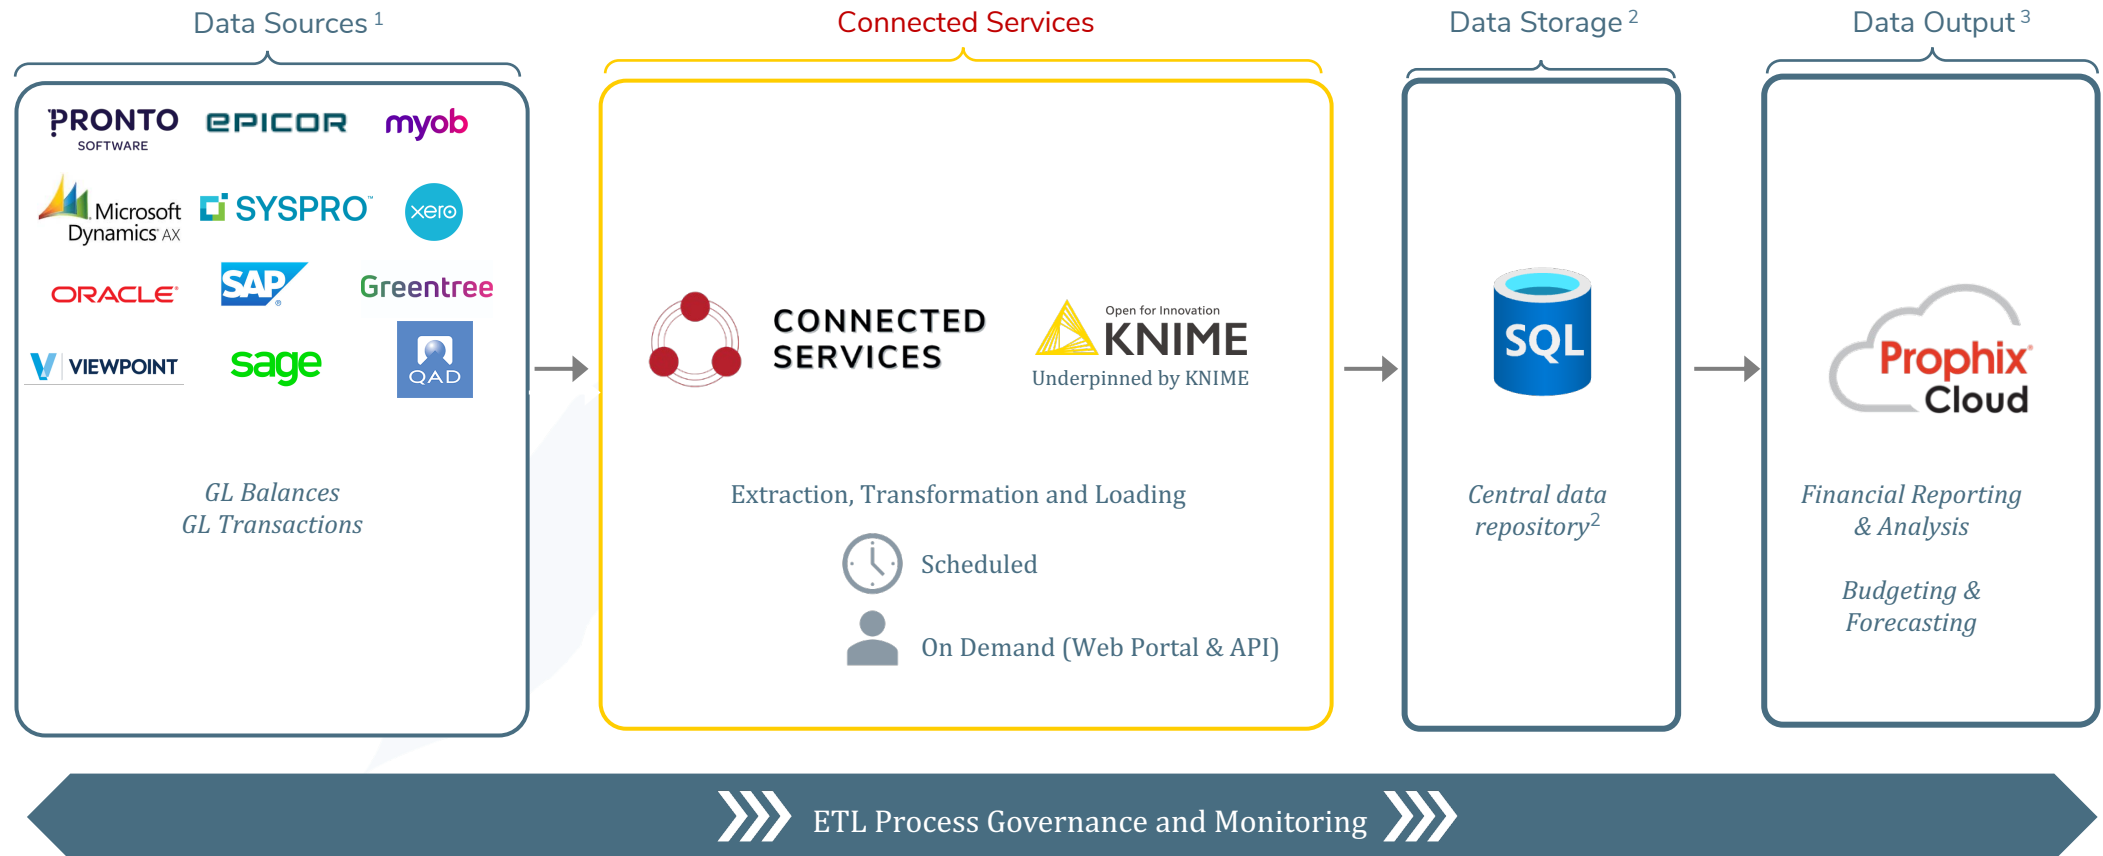 Data Sources 1
Connected Services
Data Storage 2
Data Output 3
PRONTO
SOFTWARE
EPICOR
myob
Microsoft
Dynamics AX
SYSPRO™
xero
ORACLE®
SAP®
Greentree
VIEWPOINT
sage
QAD
GL Balances
GL Transactions
CONNECTED
SERVICES
Open for Innovation
KNIME
Underpinned by KNIME
Extraction, Transformation and Loading
Scheduled
On Demand (Web Portal & API)
SQL
Central data
repository2
Prophix®
Cloud
Financial Reporting
& Analysis
Budgeting &
Forecasting
ETL Process Governance and Monitoring